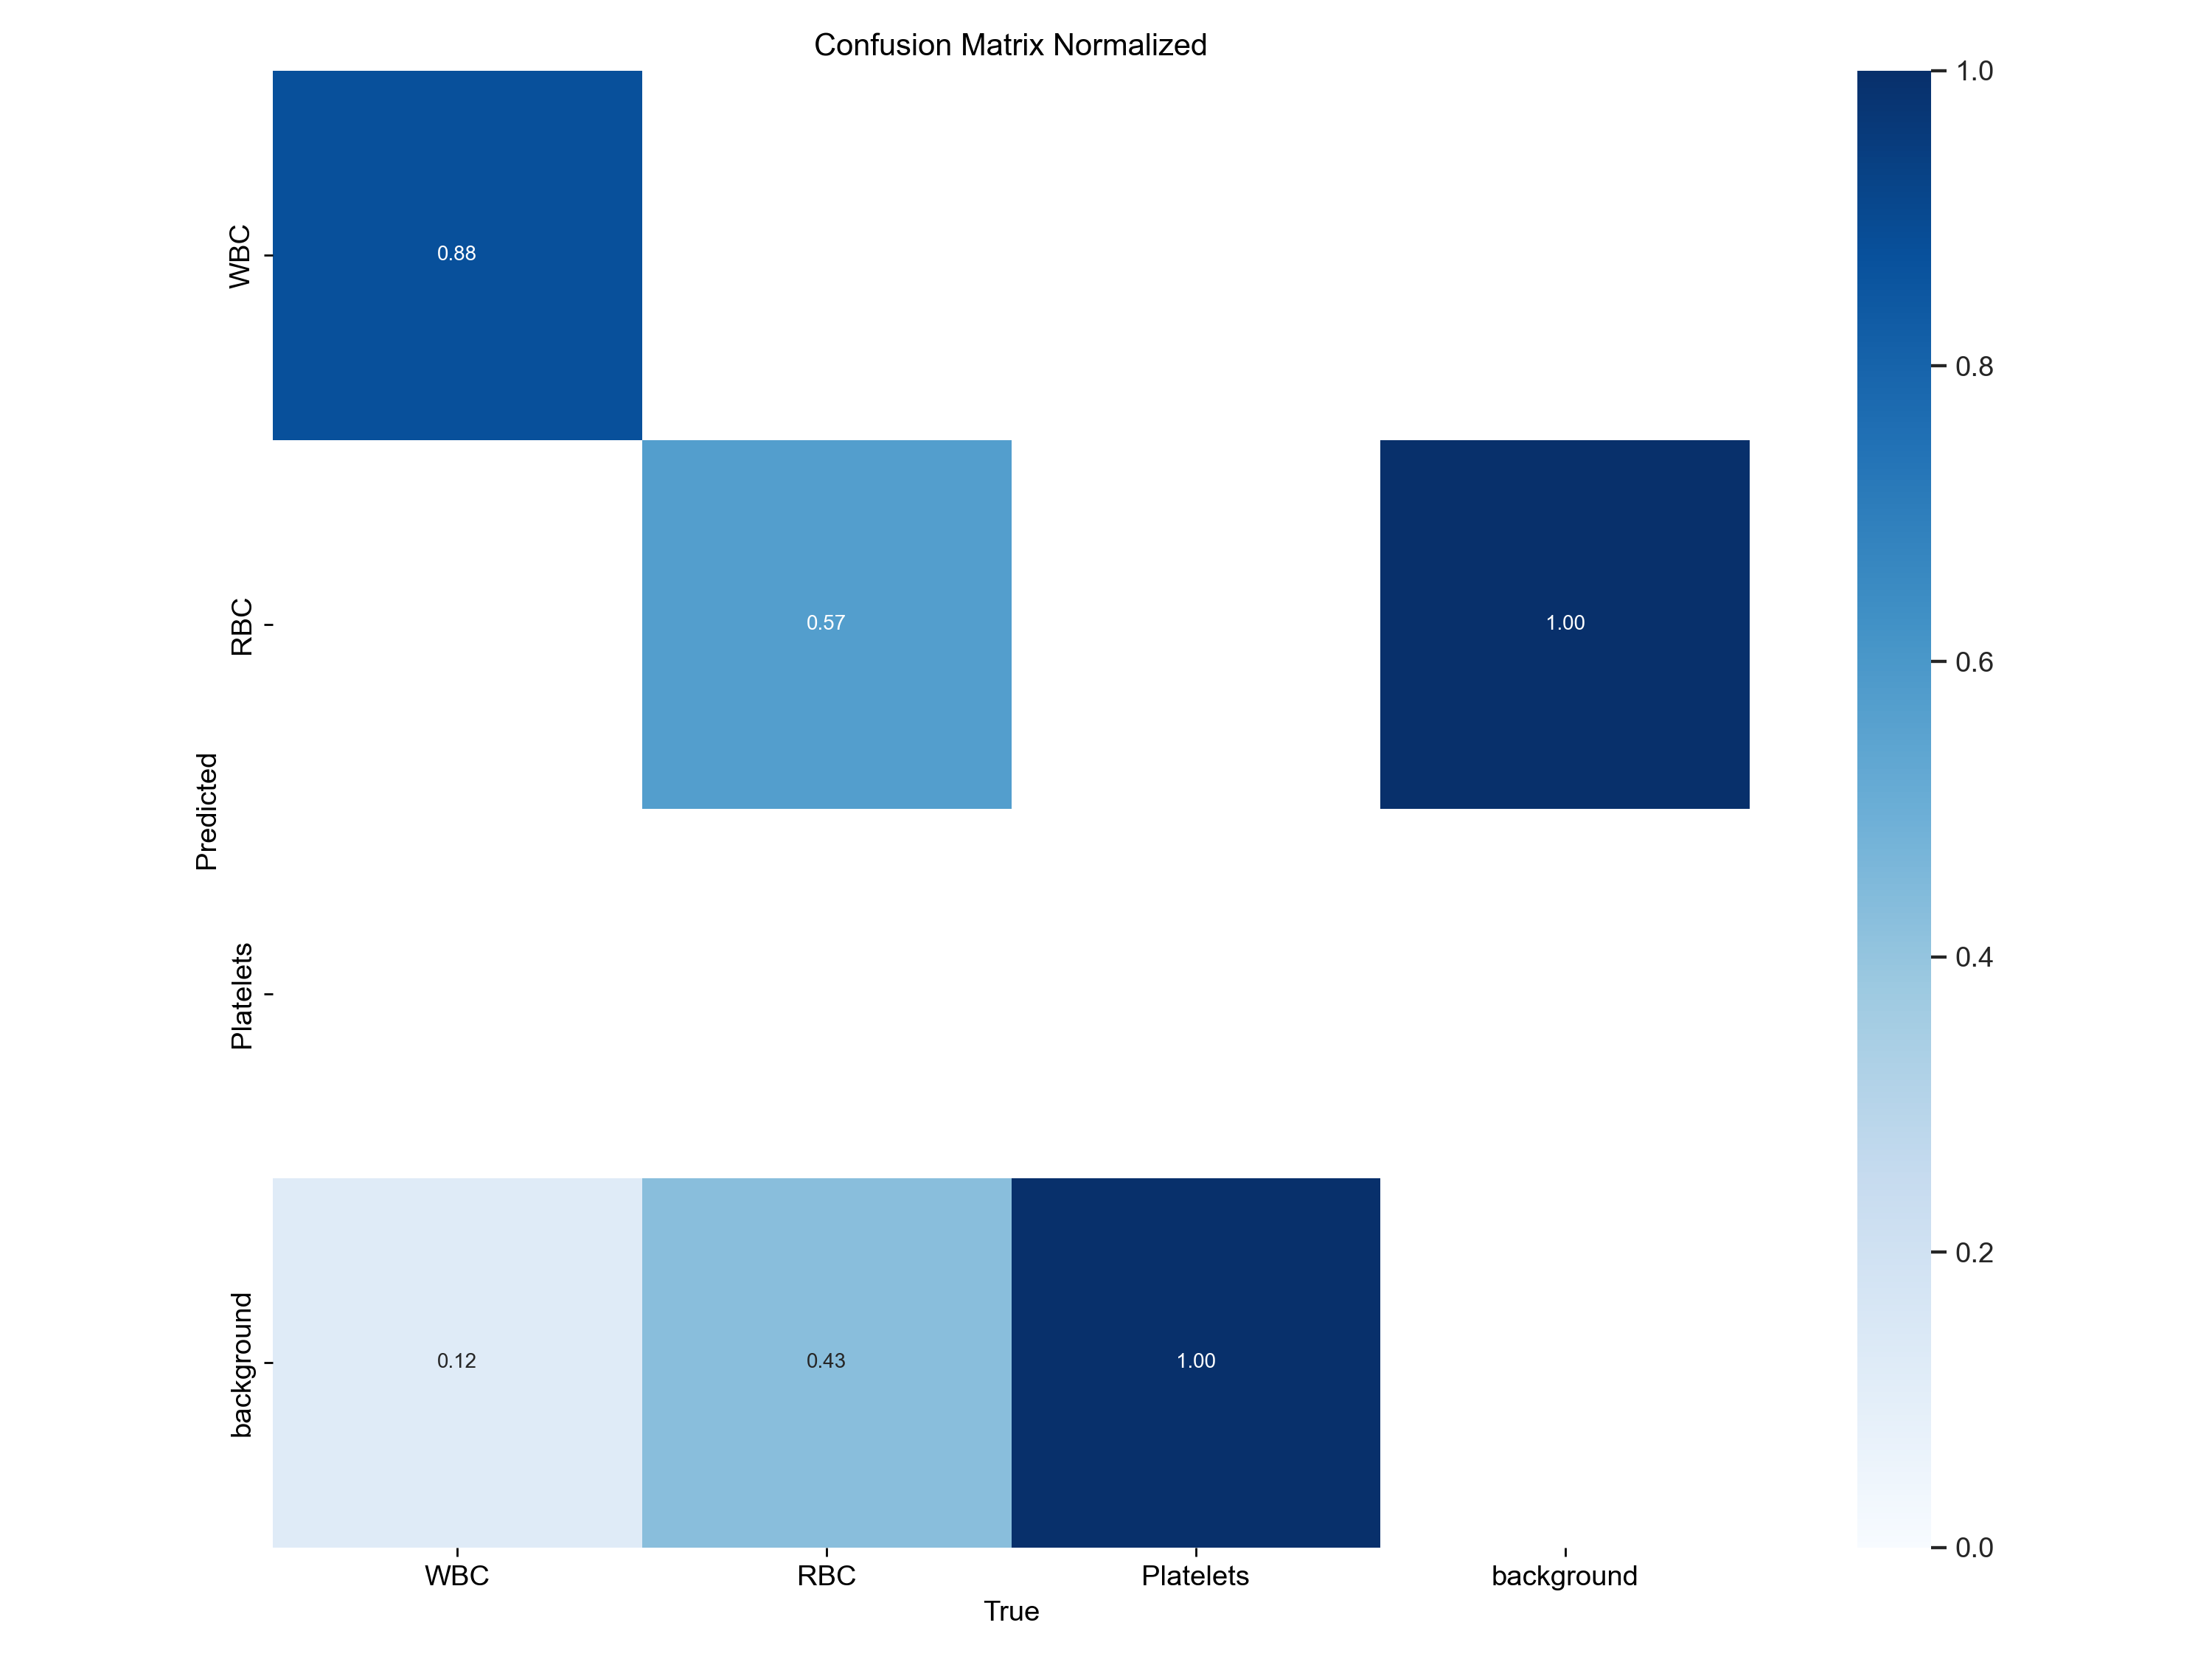 Confusion Matrix Normalized
1.0
0.8
0.6
0.4
0.2
0.0
Predicted
WBC
0.88
RBC
0.57
1.00
Platelets
background
0.12
0.43
1.00
WBC
RBC
Platelets
background
True